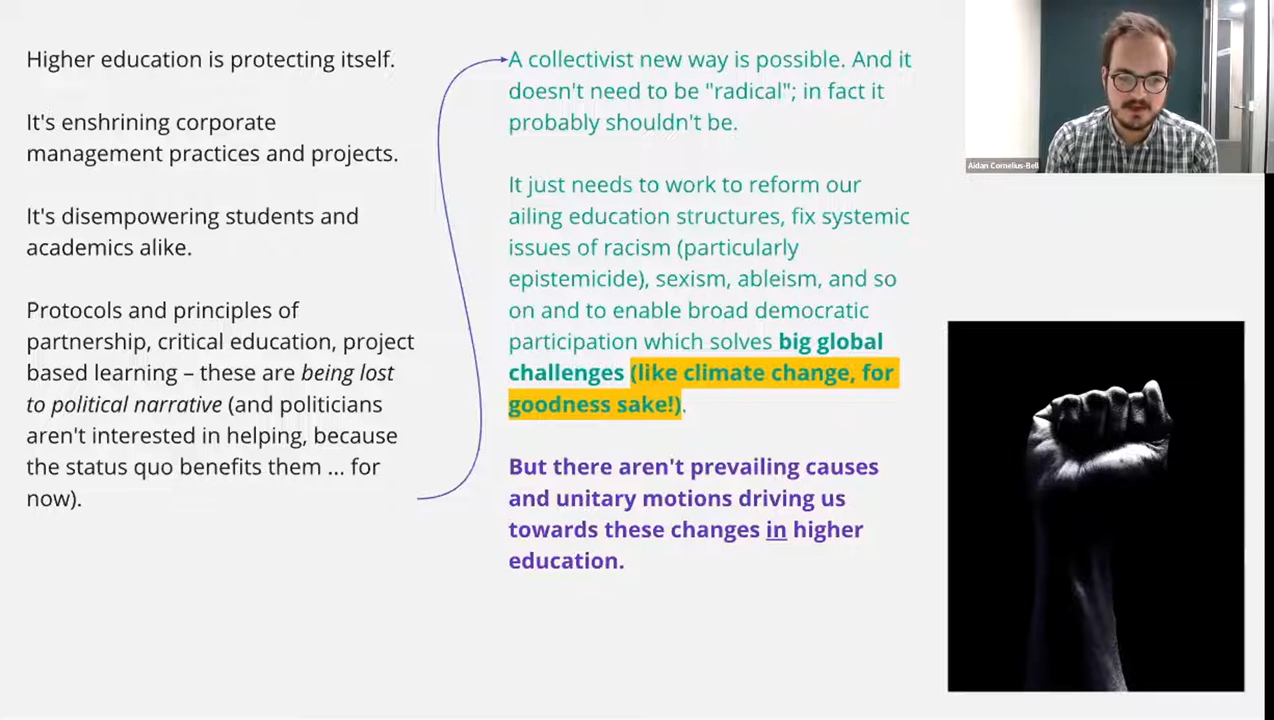 Higher education is protecting itself.
It's enshrining corporate
management practices and projects.
It's disempowering students and
academics alike.
Protocols and principles of
partnership, critical education, project
based learning – these are being lost
to political narrative (and politicians
aren't interested in helping, because
the status quo benefits them ... for
now).
A collectivist new way is possible. And it
doesn't need to be "radical"; in fact it
probably shouldn't be.
It just needs to work to reform our
ailing education structures, fix systemic
issues of racism (particularly
epistemicide), sexism, ableism, and so
on and to enable broad democratic
participation which solves big global
challenges (like climate change, for
goodness sake!).
But there aren't prevailing causes
and unitary motions driving us
towards these changes in higher
education.
Aidan Cornelius-Bell